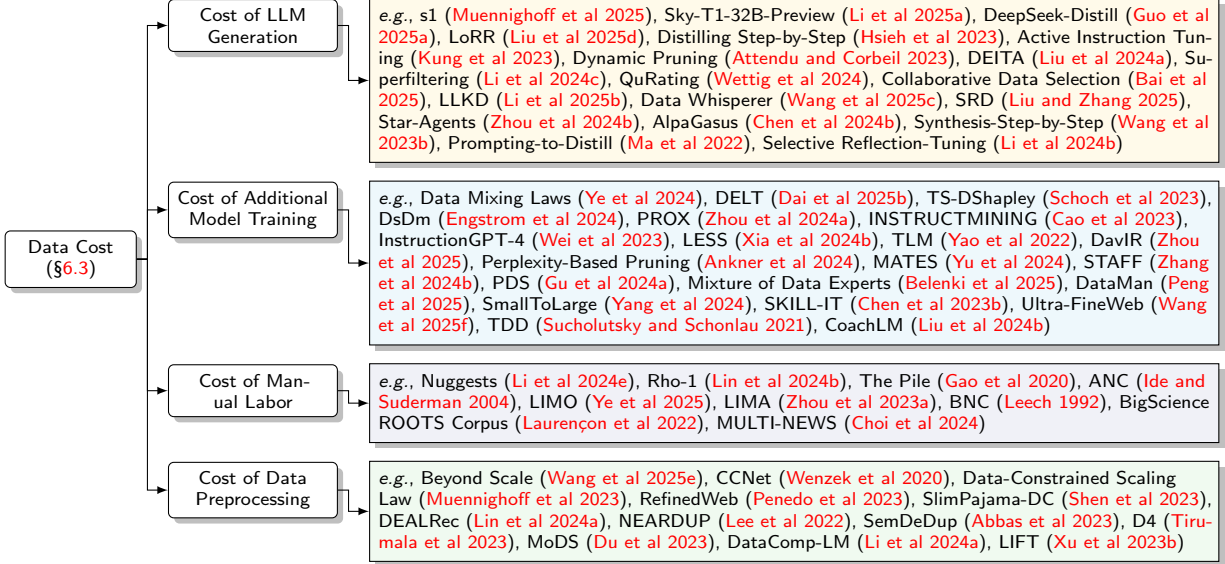 Cost of LLM
Generation
e.g., s1 (Muennighoff et al 2025), Sky-T1-32B-Preview (Li et al 2025a), DeepSeek-Distill (Guo et al
2025a), LoRR (Liu et al 2025d), Distilling Step-by-Step (Hsieh et al 2023), Active Instruction Tun-
ing (Kung et al 2023), Dynamic Pruning (Attendu and Corbeil 2023), DEITA (Liu et al 2024a), Su-
perfiltering (Li et al 2024c), QuRating (Wettig et al 2024), Collaborative Data Selection (Bai et al
2025), LLKD (Li et al 2025b), Data Whisperer (Wang et al 2025c), SRD (Liu and Zhang 2025),
Star-Agents (Zhou et al 2024b), AlpaGasus (Chen et al 2024b), Synthesis-Step-by-Step (Wang et al
2023b), Prompting-to-Distill (Ma et al 2022), Selective Reflection-Tuning (Li et al 2024b)
Data Cost
(§6.3)
Cost of Additional
Model Training
e.g., Data Mixing Laws (Ye et al 2024), DELT (Dai et al 2025b), TS-DShapley (Schoch et al 2023),
DsDm (Engstrom et al 2024), PROX (Zhou et al 2024a), INSTRUCTMINING (Cao et al 2023),
InstructionGPT-4 (Wei et al 2023), LESS (Xia et al 2024b), TLM (Yao et al 2022), DavIR (Zhou
et al 2025), Perplexity-Based Pruning (Ankner et al 2024), MATES (Yu et al 2024), STAFF (Zhang
et al 2024b), PDS (Gu et al 2024a), Mixture of Data Experts (Belenki et al 2025), DataMan (Peng
et al 2025), SmallToLarge (Yang et al 2024), SKILL-IT (Chen et al 2023b), Ultra-FineWeb (Wang
et al 2025f), TDD (Sucholutsky and Schonlau 2021), CoachLM (Liu et al 2024b)
Cost of Man-
ual Labor
e.g., Nuggests (Li et al 2024e), Rho-1 (Lin et al 2024b), The Pile (Gao et al 2020), ANC (Ide and
Suderman 2004), LIMO (Ye et al 2025), LIMA (Zhou et al 2023a), BNC (Leech 1992), BigScience
ROOTS Corpus (Laurençon et al 2022), MULTI-NEWS (Choi et al 2024)
Cost of Data
Preprocessing
e.g., Beyond Scale (Wang et al 2025e), CCNet (Wenzek et al 2020), Data-Constrained Scaling
Law (Muennighoff et al 2023), RefinedWeb (Penedo et al 2023), SlimPajama-DC (Shen et al 2023),
DEALRec (Lin et al 2024a), NEARDUP (Lee et al 2022), SemDeDup (Abbas et al 2023), D4 (Tiru-
mala et al 2023), MoDS (Du et al 2023), DataComp-LM (Li et al 2024a), LIFT (Xu et al 2023b)